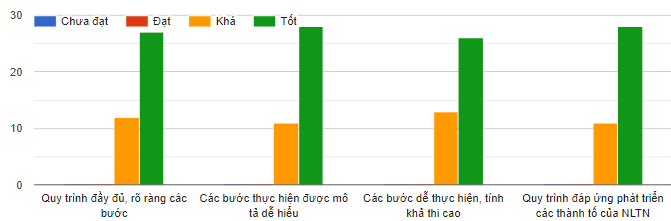 30
Chưa đạt Đạt Khá Tốt
20
10
0
Quy trình đầy đủ, rõ ràng các bước
Các bước thực hiện được mô tả dễ hiểu
Các bước dễ thực hiện, tính khả thi cao
Quy trình đáp ứng phát triển các thành tố của NLTN